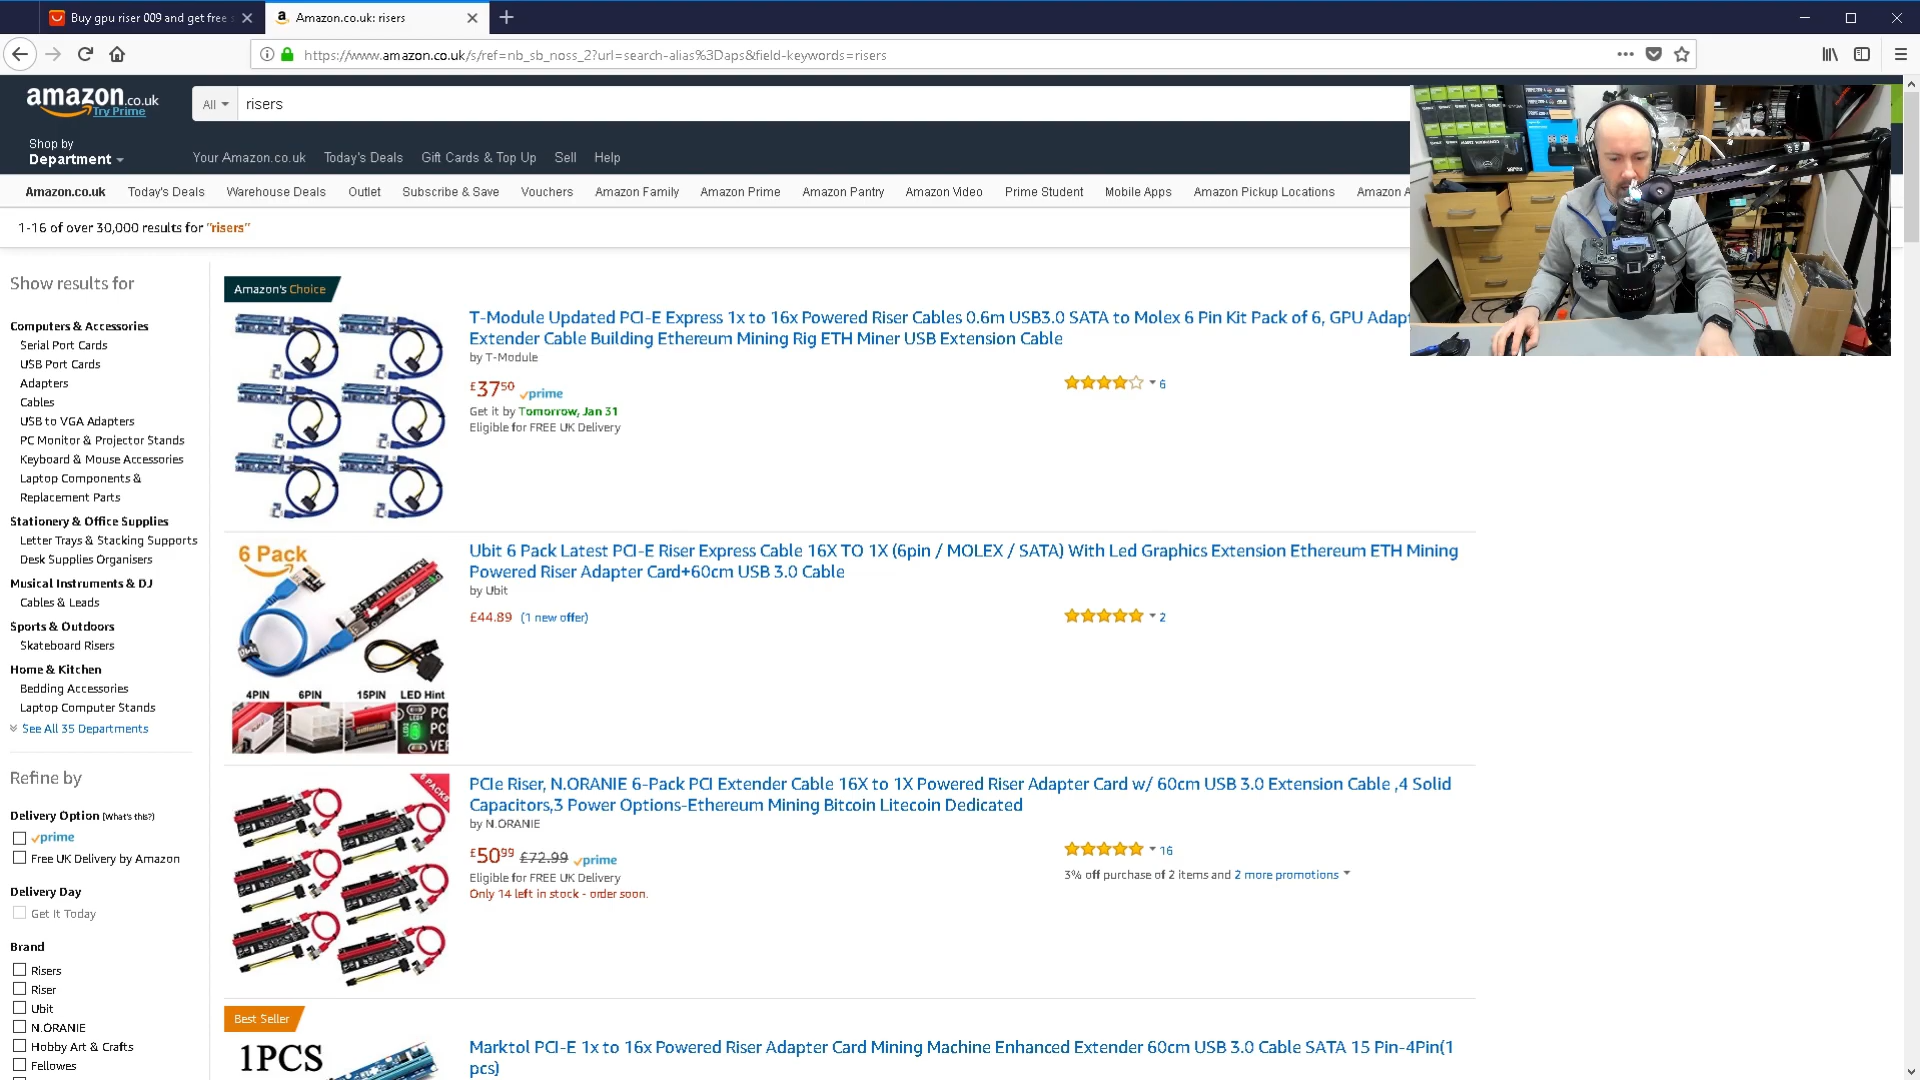 Buy gpu riser 009 and get free s
Amazon.co.uk: risers
https://www.amazon.co.uk/s/ref=nb_sb_noss_2?url=search-alias%3Daps&field-keywords=risers
amazon.co.uk
Try Prime
All
risers
Shop by
Department
Your Amazon.co.uk
Today's Deals
Gift Cards & Top Up
Sell
Help
Amazon.co.uk
Today's Deals
Warehouse Deals
Outlet
Subscribe & Save
Vouchers
Amazon Family
Amazon Prime
Amazon Pantry
Amazon Video
Prime Student
Mobile Apps
Amazon Pickup Locations
Amazon A
1-16 of over 30,000 results for "risers"
Show results for
Computers & Accessories
Serial Port Cards
USB Port Cards
Adapters
Cables
USB to VGA Adapters
PC Monitor & Projector Stands
Keyboard & Mouse Accessories
Laptop Components &
Replacement Parts
Stationery & Office Supplies
Letter Trays & Stacking Supports
Desk Supplies Organisers
Musical Instruments & DJ
Cables & Leads
Sports & Outdoors
Skateboard Risers
Home & Kitchen
Bedding Accessories
Laptop Computer Stands
See All 35 Departments
Refine by
Delivery Option (What's this?)
prime
Free UK Delivery by Amazon
Delivery Day
Get It Today
Brand
Risers
Riser
Ubit
N.ORANIE
Hobby Art & Crafts
Fellowes
Amazon's Choice
T-Module Updated PCI-E Express 1x to 16x Powered Riser Cables 0.6m USB3.0 SATA to Molex 6 Pin Kit Pack of 6, GPU Adapt
Extender Cable Building Ethereum Mining Rig ETH Miner USB Extension Cable
by T-Module
£3750 prime
6
Get it by Tomorrow, Jan 31
Eligible for FREE UK Delivery
6 Pack
4PIN 6PIN 15PIN LED Hint
Ubit 6 Pack Latest PCI-E Riser Express Cable 16X TO 1X (6pin / MOLEX / SATA) With Led Graphics Extension Ethereum ETH Mining
Powered Riser Adapter Card+60cm USB 3.0 Cable
by Ubit
£44.89 (1 new offer)
2
6 PACKS
PCIe Riser, N.ORANIE 6-Pack PCI Extender Cable 16X to 1X Powered Riser Adapter Card w/ 60cm USB 3.0 Extension Cable ,4 Solid
Capacitors,3 Power Options-Ethereum Mining Bitcoin Litecoin Dedicated
by N.ORANIE
£5099 £72.99 prime
16
Eligible for FREE UK Delivery
3% off purchase of 2 items and 2 more promotions
Only 14 left in stock - order soon.
Best Seller
1PCS
Marktol PCI-E 1x to 16x Powered Riser Adapter Card Mining Machine Enhanced Extender 60cm USB 3.0 Cable SATA 15 Pin-4Pin(1
pcs)